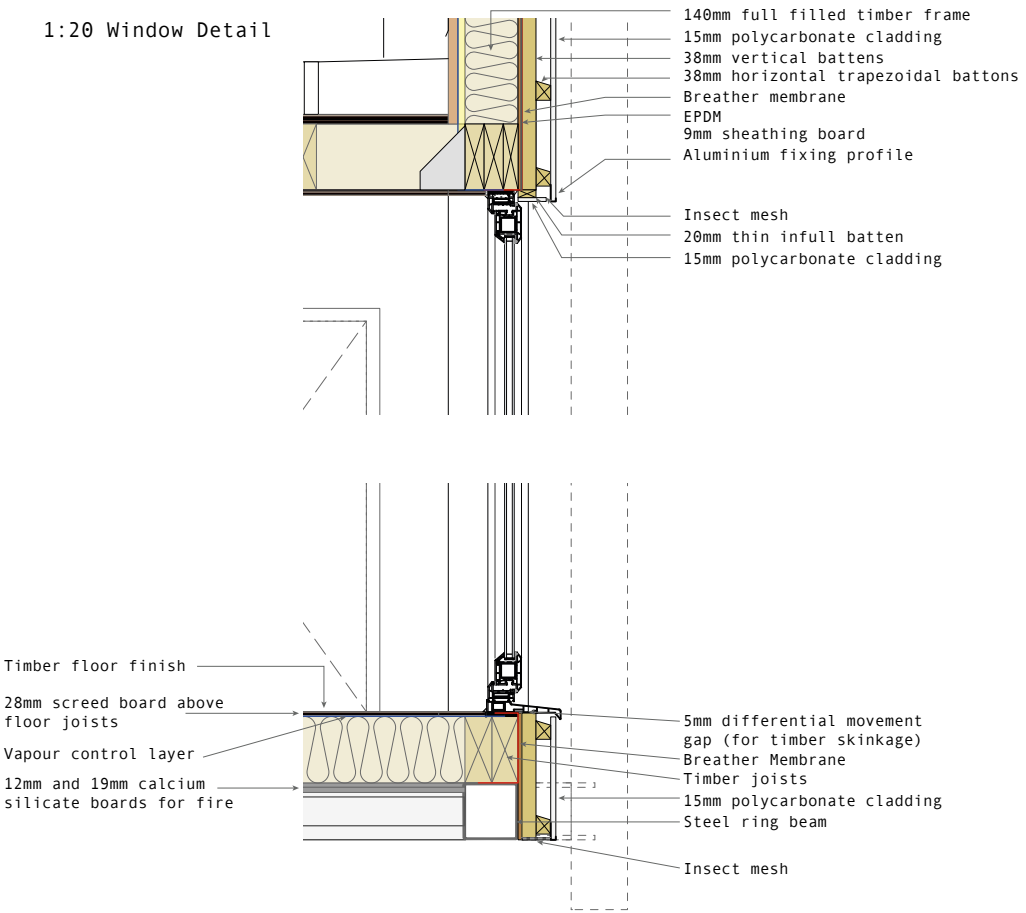 1:20 Window Detail
140mm full filled timber frame
15mm polycarbonate cladding
38mm vertical battens
38mm horizontal trapezoidal battons
Breather membrane
EPDM
9mm sheathing board
Aluminium fixing profile
Insect mesh
20mm thin infull batten
15mm polycarbonate cladding
Timber floor finish
28mm screed board above
floor joists
Vapour control layer
12mm and 19mm calcium
silicate boards for fire
5mm differential movement
gap (for timber skinkage)
Breather Membrane
Timber joists
15mm polycarbonate cladding
Steel ring beam
Insect mesh